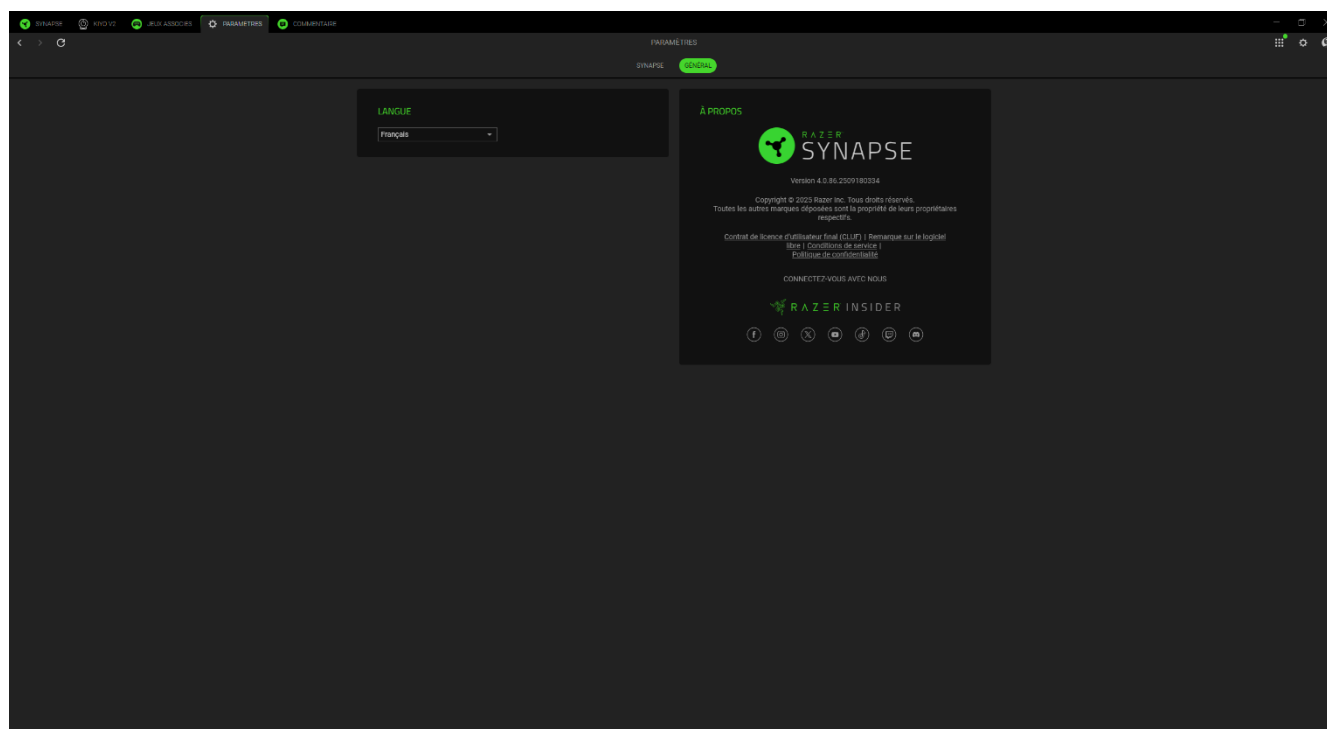 SYNAPSE KIYO V2 JEUX ASSOCIÉS PARAMÈTRES COMMENTAIRE
PARAMÈTRES
SYNAPSE GÉNÉRAL
LANGUE
Français
À PROPOS
RAZER
SYNAPSE
Version 4.0.86.2509180334
Copyright © 2025 Razer Inc. Tous droits réservés.
Toutes les autres marques déposées sont la propriété de leurs propriétaires
respectifs.
Contrat de licence d'utilisateur final (CLUF) | Remarque sur le logiciel
libre | Conditions de service |
Politique de confidentialité
CONNECTEZ-VOUS AVEC NOUS
RAZER INSIDER